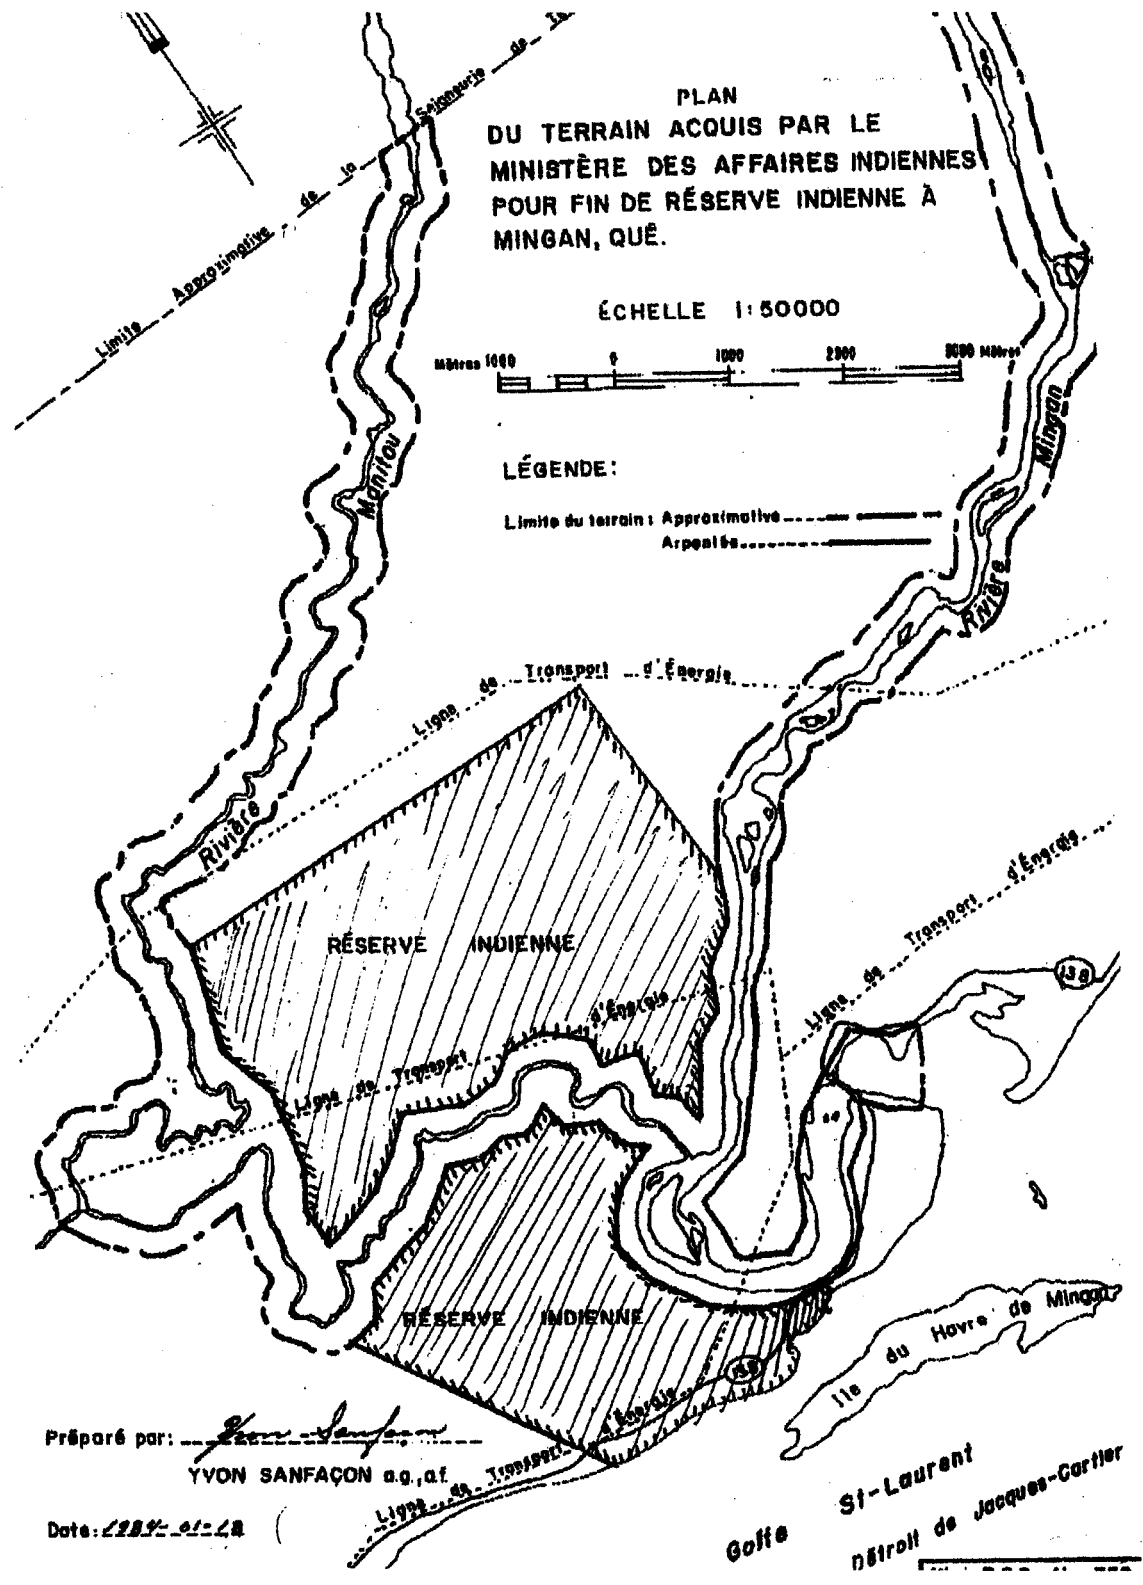 PLAN
DU TERRAIN ACQUIS PAR LE
MINISTÈRE DES AFFAIRES INDIENNES
POUR FIN DE RÉSERVE INDIENNE À
MINGAN, QUÉ.
ÉCHELLE 1:50000
Mètres 1000 0 1000 2000 3000 Mètres
LÉGENDE:
Limite du terrain: Approximative
Arpentée
Limite Approximative de la Seigneurie de
Rivière Manitou
Rivière Mingan
Ligne de Transport d'Énergie
Ligne de Transport d'Énergie
138
RÉSERVE INDIENNE
Ligne de Transport d'Énergie
RÉSERVE INDIENNE
138
Ligne de Transport d'Énergie
Ile du Havre de Mingan
Golfe St-Laurent
Détroit de Jacques-Cartier
Préparé par: Yvon Sanfaçon
YVON SANFAÇON a.g., a.f.
Date: